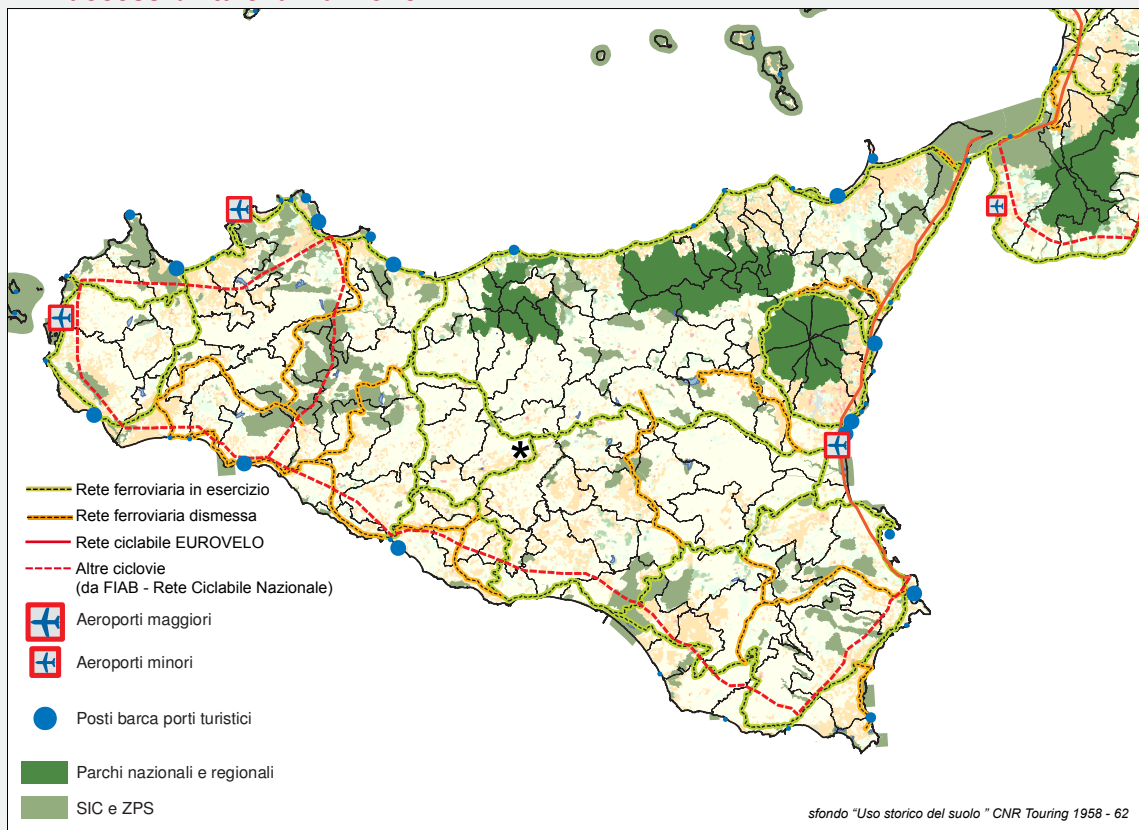 Rete ferroviaria in esercizio
Rete ferroviaria dismessa
Rete ciclabile EUROVELO
Altre ciclovie
(da FIAB - Rete Ciclabile Nazionale)
Aeroporti maggiori
Aeroporti minori
Posti barca porti turistici
Parchi nazionali e regionali
SIC e ZPS
*
sfondo “Uso storico del suolo ” CNR Touring 1958 - 62